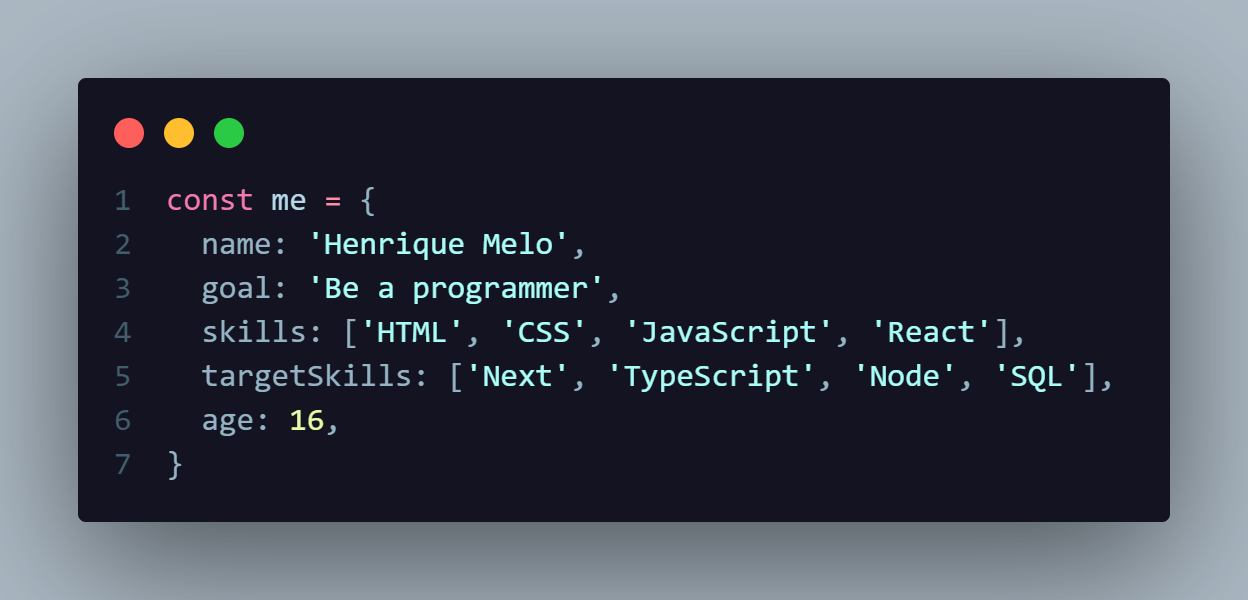 1 const me = {
2   name: 'Henrique Melo',
3   goal: 'Be a programmer',
4   skills: ['HTML', 'CSS', 'JavaScript', 'React'],
5   targetSkills: ['Next', 'TypeScript', 'Node', 'SQL'],
6   age: 16,
7 }